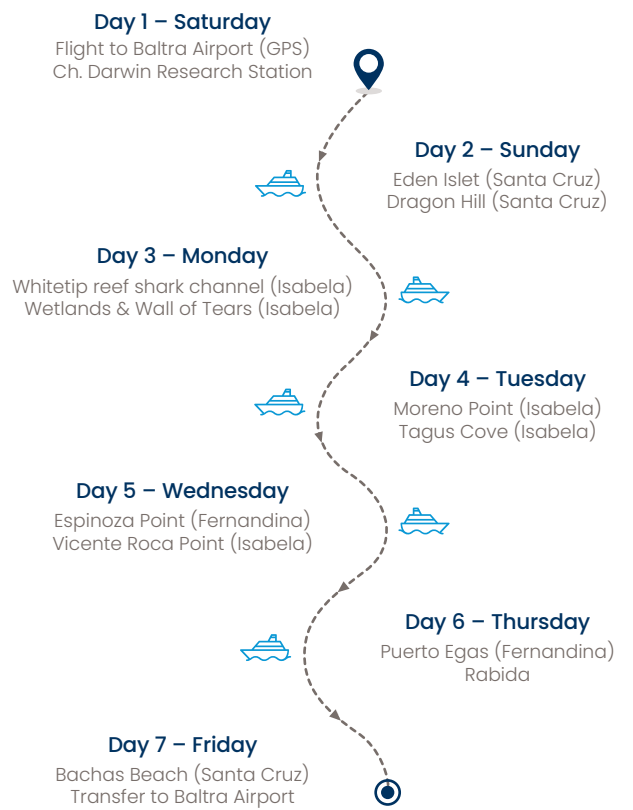 Day 1 – Saturday
Flight to Baltra Airport (GPS)
Ch. Darwin Research Station
Day 2 – Sunday
Eden Islet (Santa Cruz)
Dragon Hill (Santa Cruz)
Day 3 – Monday
Whitetip reef shark channel (Isabela)
Wetlands & Wall of Tears (Isabela)
Day 4 – Tuesday
Moreno Point (Isabela)
Tagus Cove (Isabela)
Day 5 – Wednesday
Espinoza Point (Fernandina)
Vicente Roca Point (Isabela)
Day 6 – Thursday
Puerto Egas (Fernandina)
Rabida
Day 7 – Friday
Bachas Beach (Santa Cruz)
Transfer to Baltra Airport